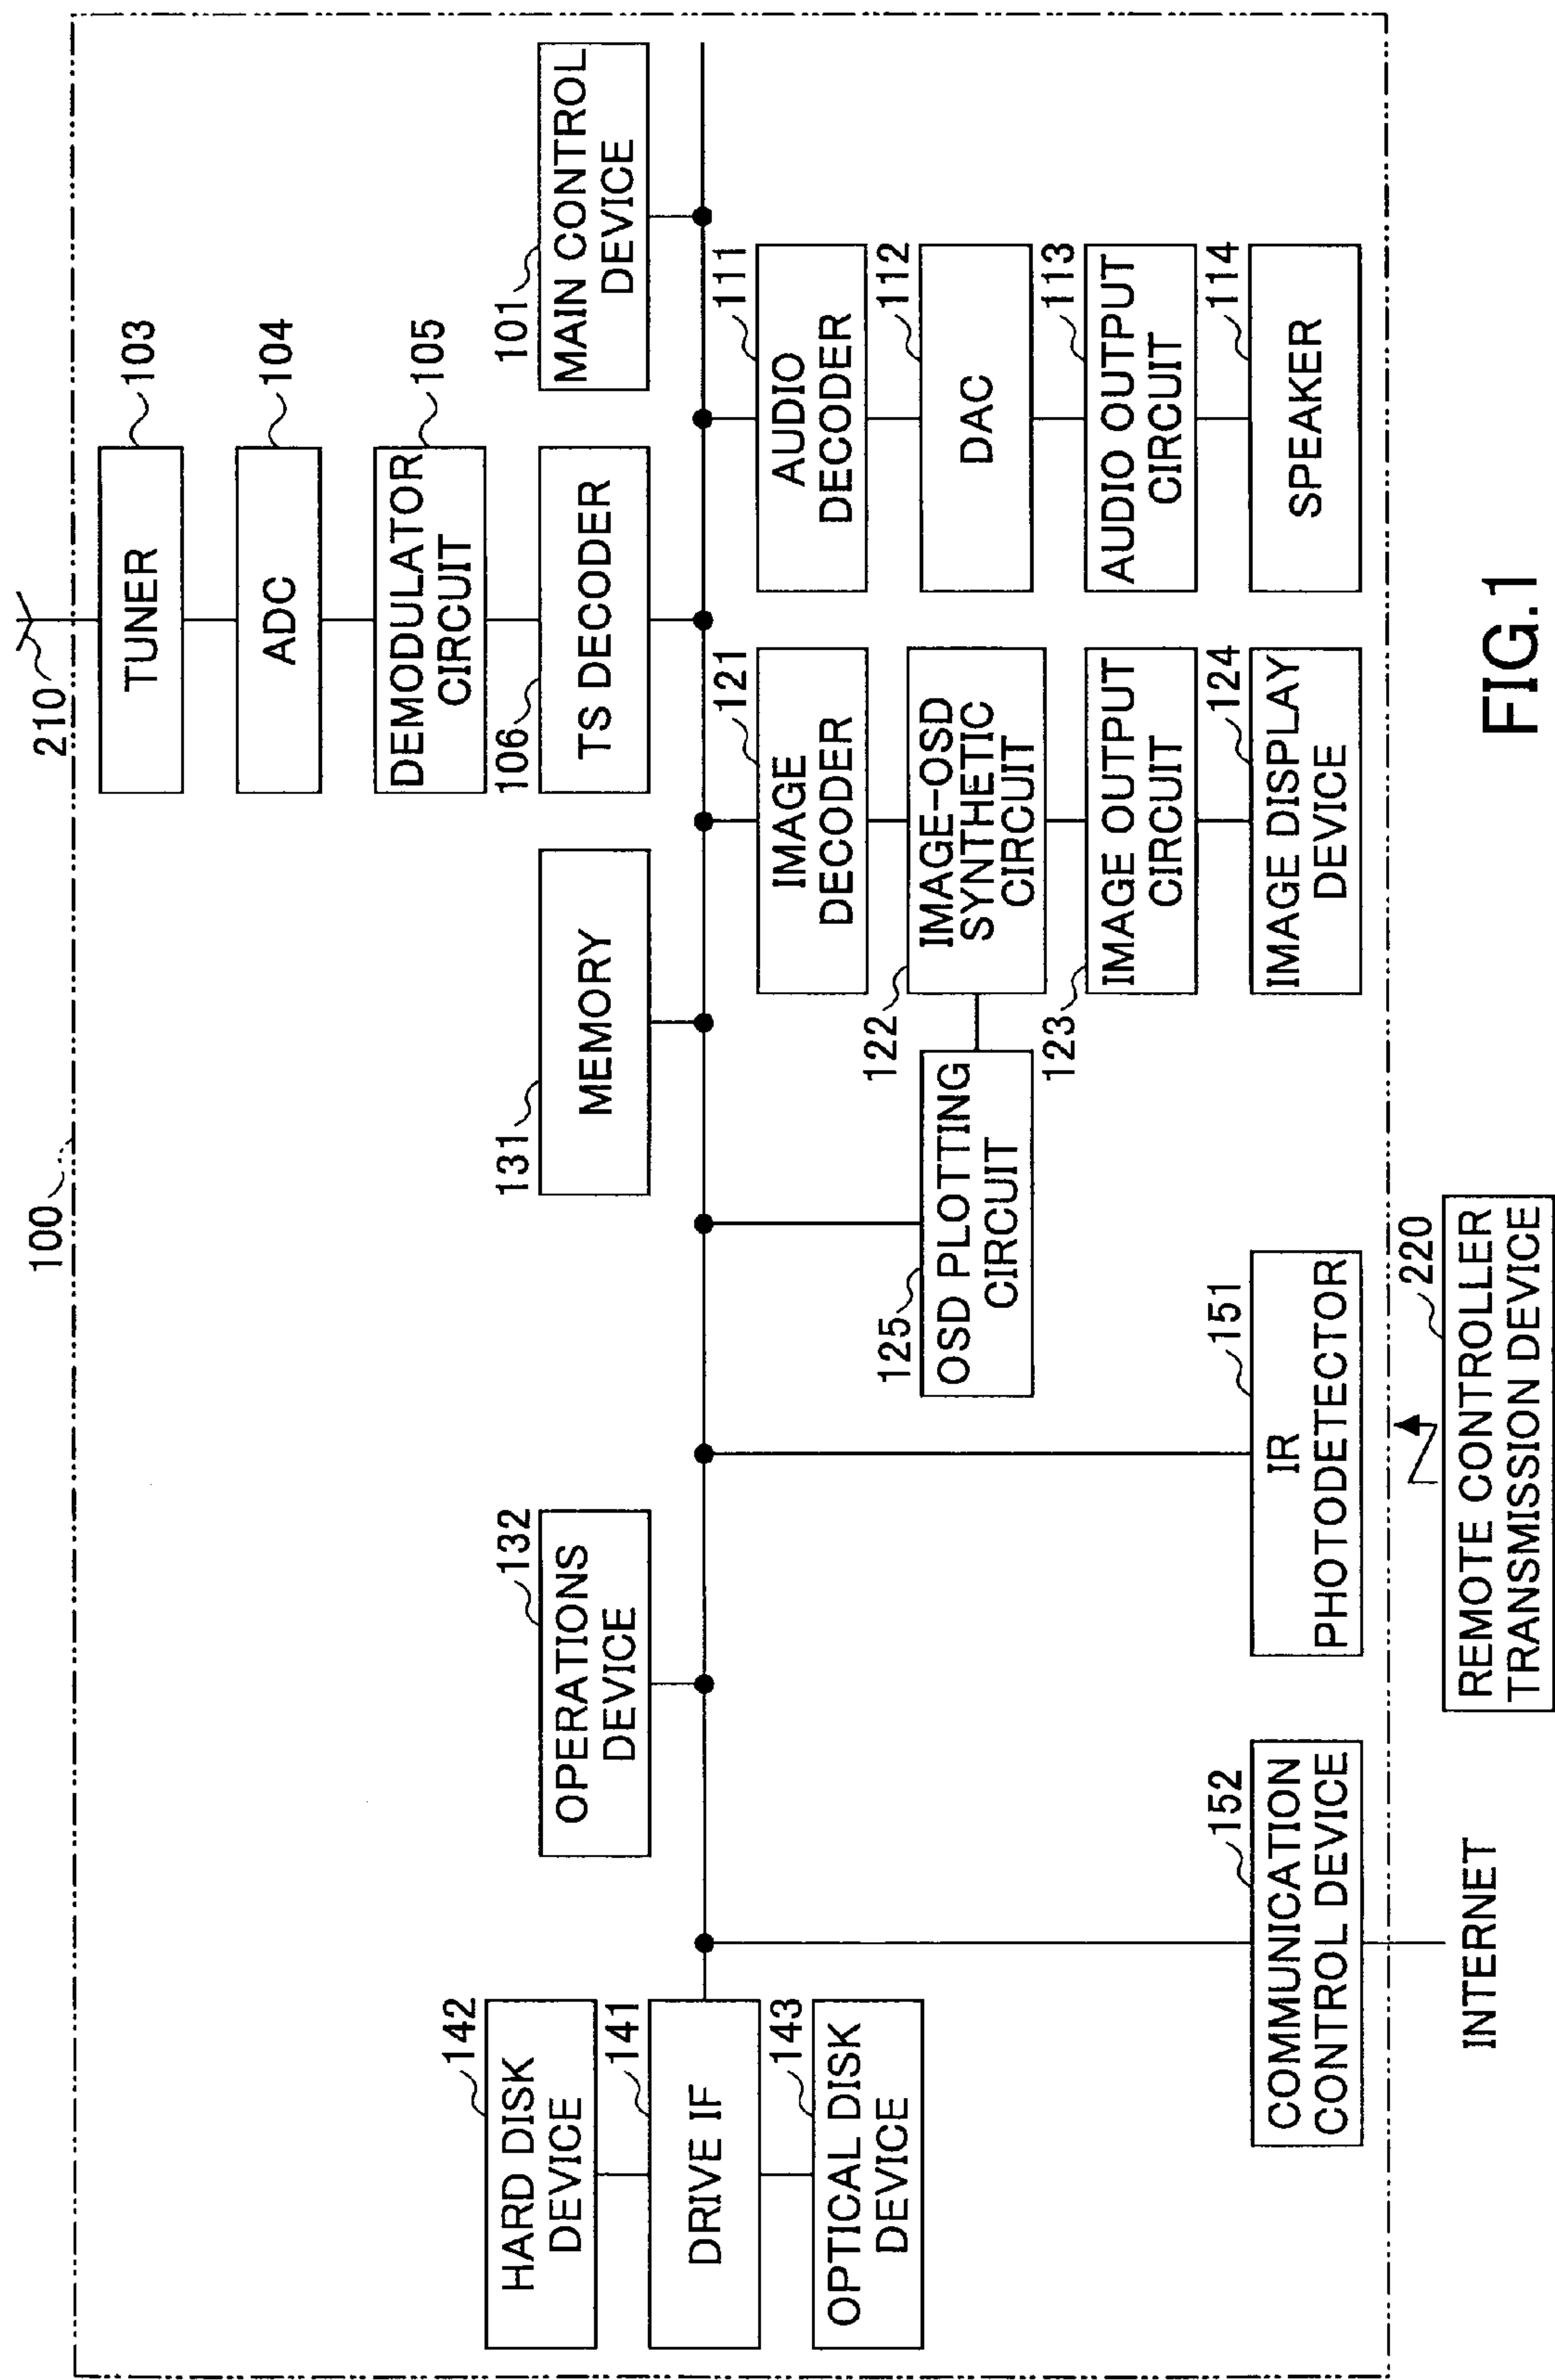 100
210
TUNER
103
ADC
104
DEMODULATOR
CIRCUIT
105
106
TS DECODER
101
MAIN CONTROL
DEVICE
131
MEMORY
132
OPERATIONS
DEVICE
142
HARD DISK
DEVICE
141
DRIVE IF
143
OPTICAL DISK
DEVICE
111
AUDIO
DECODER
112
DAC
113
AUDIO OUTPUT
CIRCUIT
114
SPEAKER
121
IMAGE
DECODER
122
IMAGE-OSD
SYNTHETIC
CIRCUIT
123
IMAGE OUTPUT
CIRCUIT
124
IMAGE DISPLAY
DEVICE
125
OSD PLOTTING
CIRCUIT
151
IR
PHOTODETECTOR
152
COMMUNICATION
CONTROL DEVICE
220
REMOTE CONTROLLER
TRANSMISSION DEVICE
INTERNET
FIG.1